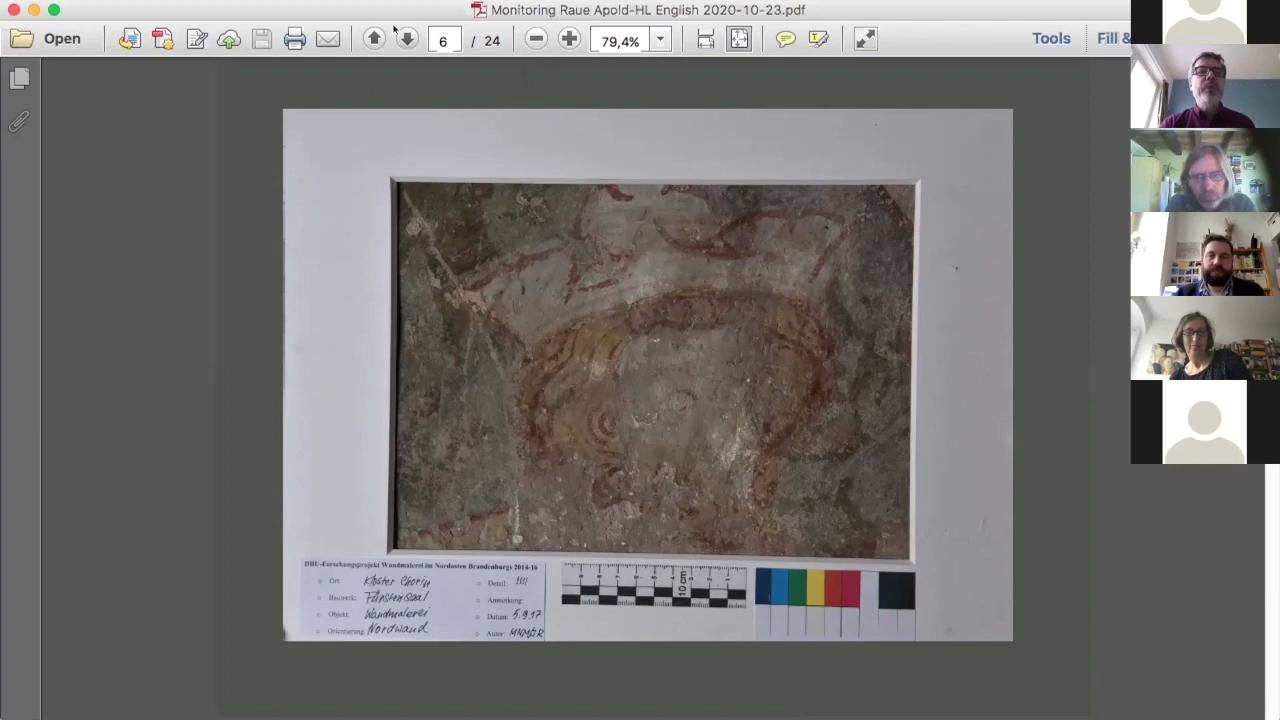 Monitoring Raue Apold-HL English 2020-10-23.pdf
Open
6 / 24
79,4%
Tools
Fill &
DBU-Forschungsprojekt Wandmalerei im Nordosten Brandenburgs 2014-16
Ort: Kloster Chorin
Detail: IIII
Bauwerk: Fürstensaal
Anmerkung:
Objekt: Wandmalerei
Datum: 5.9.17
Orientierung: Nordwand
Autor:
10 cm